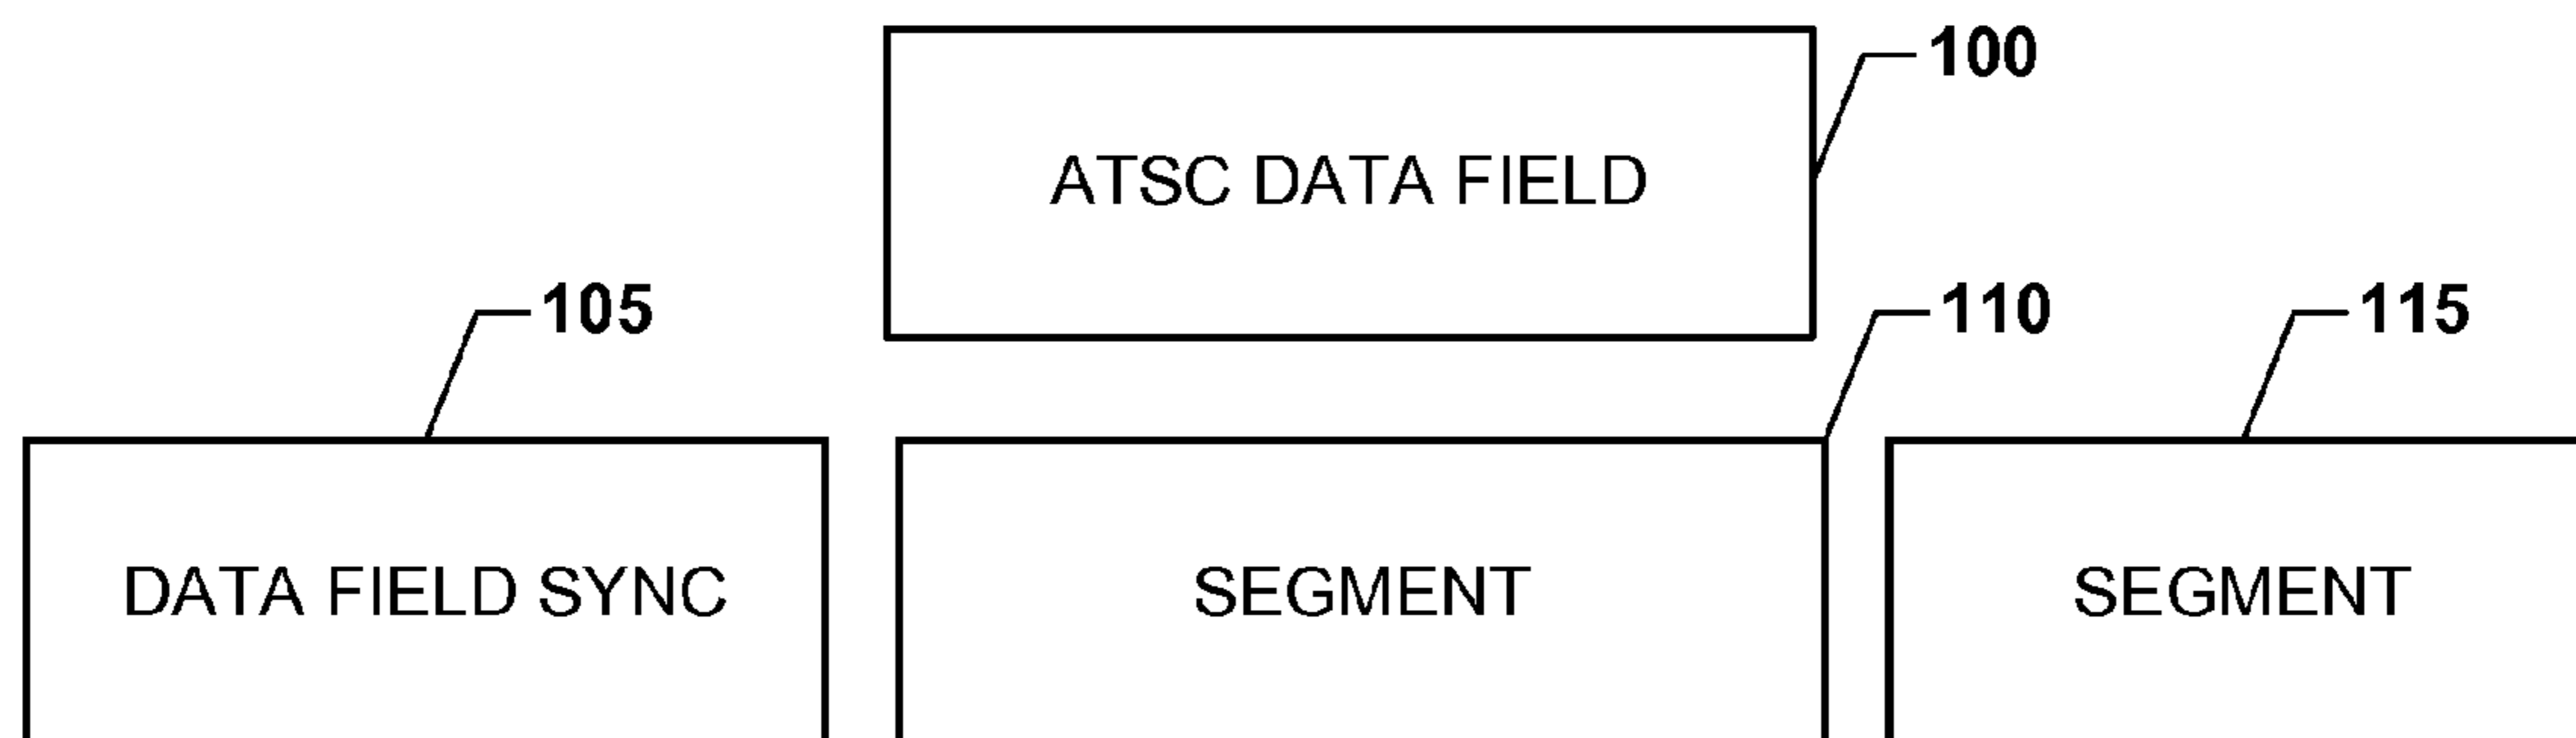 100
ATSC DATA FIELD
105
110
115
DATA FIELD SYNC
SEGMENT
SEGMENT